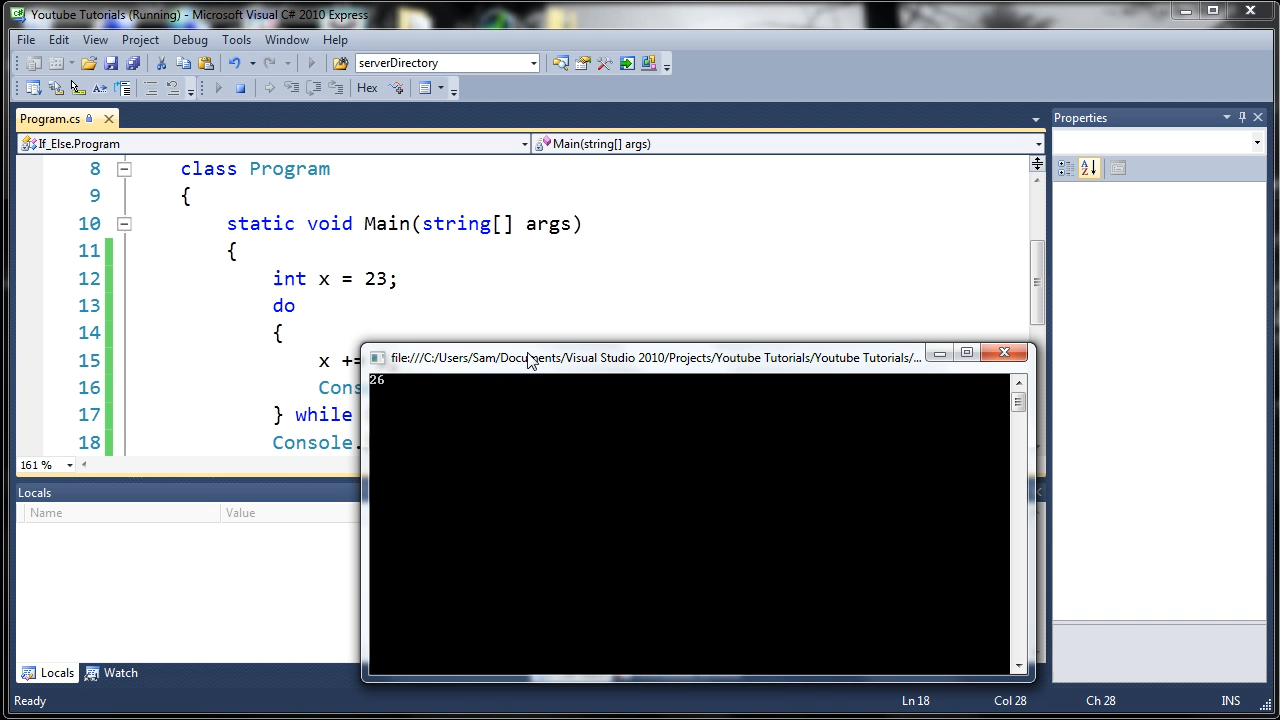 Youtube Tutorials (Running) - Microsoft Visual C# 2010 Express
File Edit View Project Debug Tools Window Help
serverDirectory
Hex
Program.cs
If_Else.Program Main(string[] args)
8 class Program
9 {
10 static void Main(string[] args)
11 {
12 int x = 23;
13 do
14 {
15 x +=
16 Cons
17 } while
18 Console.
161 %
file:///C:/Users/Sam/Documents/Visual Studio 2010/Projects/Youtube Tutorials/Youtube Tutorials/...
26
Locals
Name Value
Locals Watch
Properties
Ready Ln 18 Col 28 Ch 28 INS